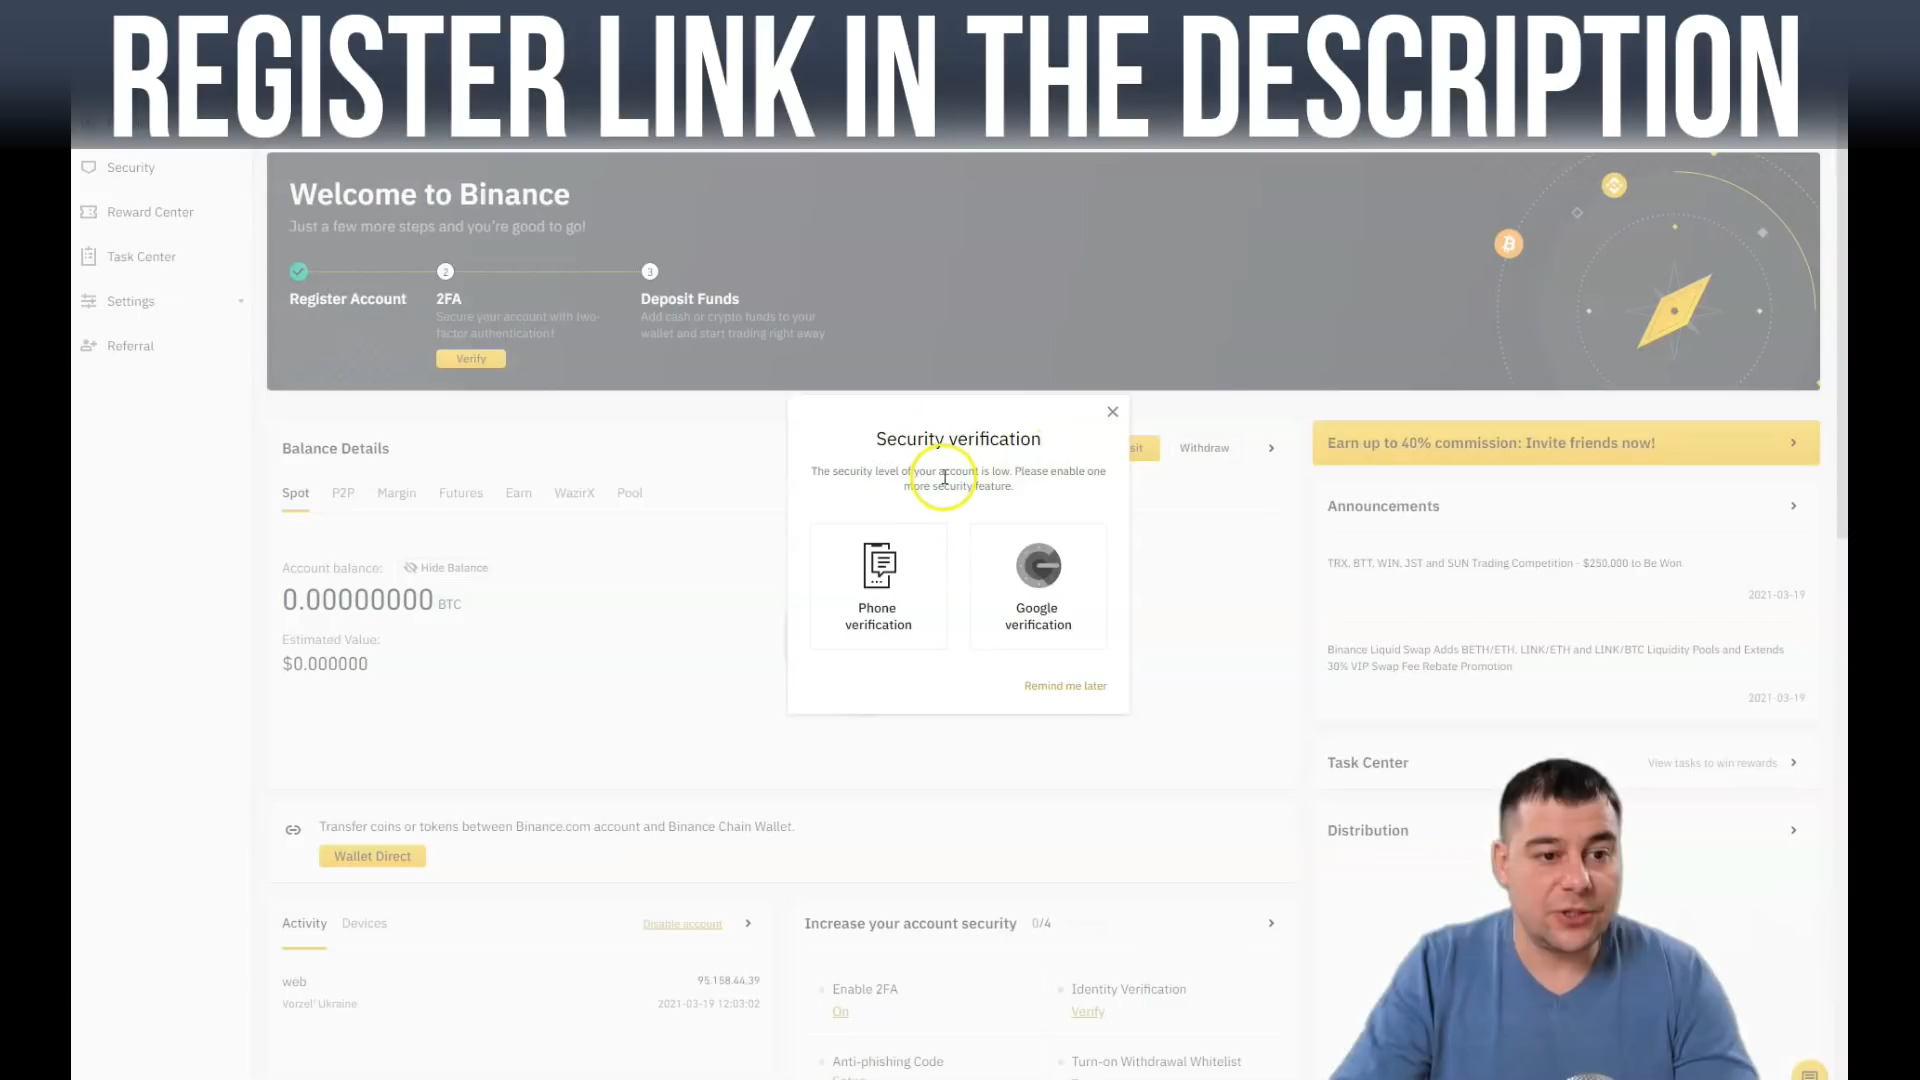 REGISTER LINK IN THE DESCRIPTION
Security
Reward Center
Task Center
Settings
Referral
Welcome to Binance
Just a few more steps and you're good to go!
2
3
Register Account
2FA
Deposit Funds
Secure your account with two-
factor authentication!
Add cash or crypto funds to your
wallet and start trading right away
Verify
Balance Details
sit
Withdraw
Spot
P2P
Margin
Futures
Earn
WazirX
Pool
Account balance:
Hide Balance
0.00000000 BTC
Estimated Value:
$0.000000
Security verification
The security level of your account is low. Please enable one
more security feature.
Phone
verification
Google
verification
Remind me later
Earn up to 40% commission: Invite friends now!
Announcements
TRX, BTT, WIN, JST and SUN Trading Competition - $250,000 to Be Won
2021-03-19
Binance Liquid Swap Adds BETH/ETH, LINK/ETH and LINK/BTC Liquidity Pools and Extends
30% VIP Swap Fee Rebate Promotion
2021-03-19
Task Center
View tasks to win rewards
Distribution
Transfer coins or tokens between Binance.com account and Binance Chain Wallet.
Wallet Direct
Activity
Devices
Disable account
web
95.158.44.39
Vorzel' Ukraine
2021-03-19 12:03:02
Increase your account security 0/4
Enable 2FA
On
Identity Verification
Verify
Anti-phishing Code
Turn-on Withdrawal Whitelist